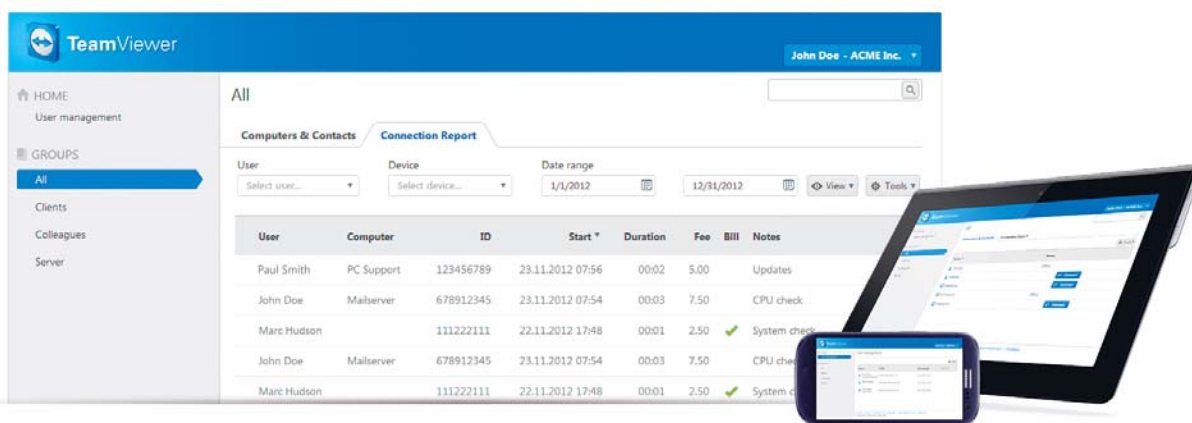 TeamViewer
John Doe - ACME Inc.
HOME
User management
GROUPS
All
Clients
Colleagues
Server
All
Computers & Contacts Connection Report
User Device Date range
Select user... Select device... 1/1/2012 12/31/2012 View Tools
User Computer ID Start Duration Fee Bill Notes
Paul Smith PC Support 123456789 23.11.2012 07:56 00:02 5.00 Updates
John Doe Mailserver 678912345 23.11.2012 07:54 00:03 7.50 CPU check
Marc Hudson 111222111 22.11.2012 17:48 00:01 2.50 System check
John Doe Mailserver 678912345 23.11.2012 07:54 00:03 7.50 CPU chec
Marc Hudson 111222111 22.11.2012 17:48 00:01 2.50 System c
TeamViewer